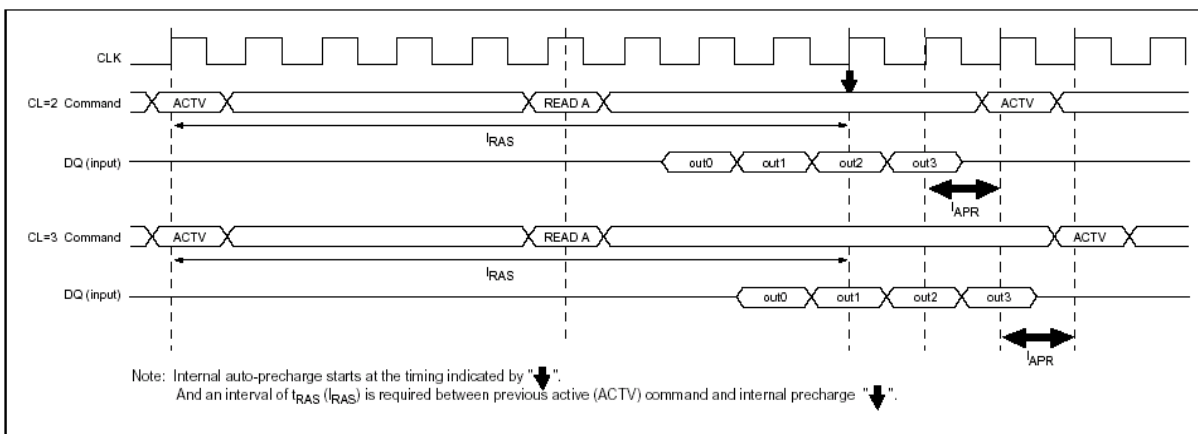 CLK
CL=2 Command ACTV READ A ACTV
lRAS
DQ (input) out0 out1 out2 out3
lAPR
CL=3 Command ACTV READ A ACTV
lRAS
DQ (input) out0 out1 out2 out3
lAPR
Note: Internal auto-precharge starts at the timing indicated by " ".
And an interval of tRAS (lRAS) is required between previous active (ACTV) command and internal precharge " ".